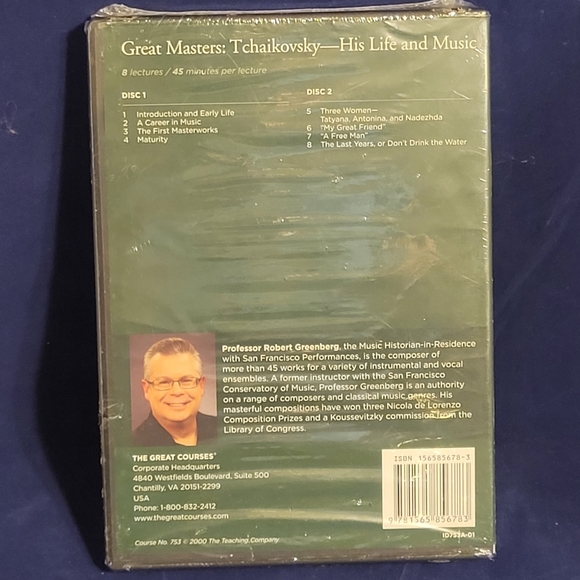 Great Masters: Tchaikovsky—His Life and Music
8 lectures / 45 minutes per lecture
DISC 1
1 Introduction and Early Life
2 A Career in Music
3 The First Masterworks
4 Maturity
DISC 2
5 Three Women—
Tatyana, Antonina, and Nadezhda
6 "My Great Friend"
7 "A Free Man"
8 The Last Years, or Don't Drink the Water
Professor Robert Greenberg, the Music Historian-in-Residence
with San Francisco Performances, is the composer of
more than 45 works for a variety of instrumental and vocal
ensembles. A former instructor with the San Francisco
Conservatory of Music, Professor Greenberg is an authority
on a range of composers and classical music genres. His
masterful compositions have won three Nicola de Lorenzo
Composition Prizes and a Koussevitzky commission from the
Library of Congress.
THE GREAT COURSES®
Corporate Headquarters
4840 Westfields Boulevard, Suite 500
Chantilly, VA 20151-2299
USA
Phone: 1-800-832-2412
www.thegreatcourses.com
Course No. 753 © 2000 The Teaching Company
ISBN 156585678-3
9 781565 856783
ID753A-01